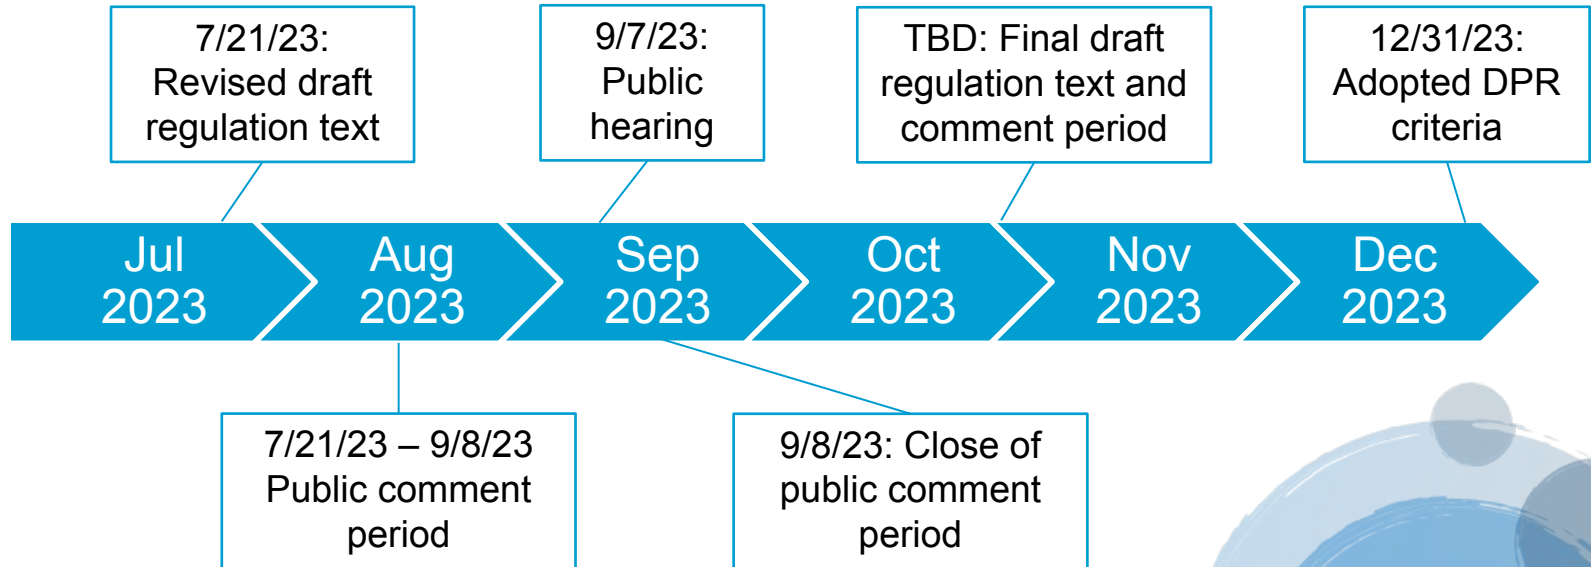 7/21/23:
Revised draft
regulation text
9/7/23:
Public
hearing
TBD: Final draft
regulation text and
comment period
12/31/23:
Adopted DPR
criteria
Jul
2023
Aug
2023
Sep
2023
Oct
2023
Nov
2023
Dec
2023
7/21/23 – 9/8/23
Public comment
period
9/8/23: Close of
public comment
period